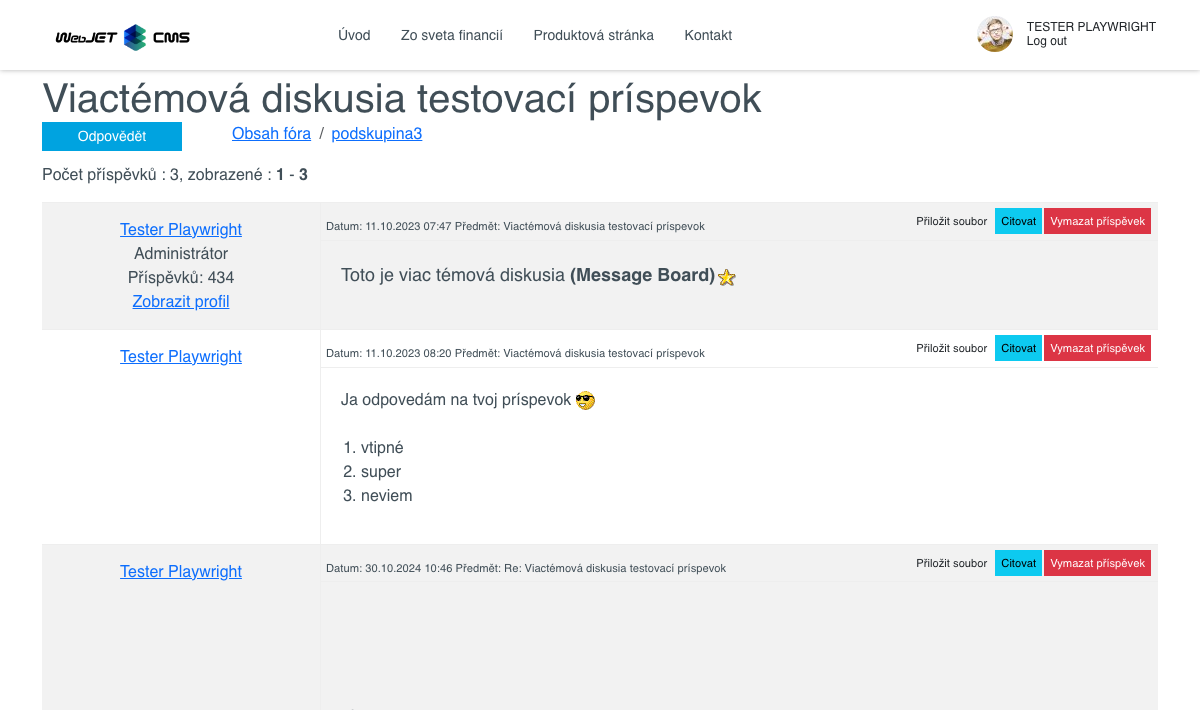 WebJET CMS
Úvod
Zo sveta financií
Produktová stránka
Kontakt
TESTER PLAYWRIGHT
Log out
Viactémová diskusia testovací príspevok
Odpovědět
Obsah fóra / podskupina3
Počet příspěvků : 3, zobrazené : 1 - 3
Tester Playwright
Administrátor
Příspěvků: 434
Zobrazit profil
Datum: 11.10.2023 07:47 Předmět: Viactémová diskusia testovací príspevok
Přiložit soubor
Citovat
Vymazat příspěvek
Toto je viac témová diskusia (Message Board)
Tester Playwright
Datum: 11.10.2023 08:20 Předmět: Viactémová diskusia testovací príspevok
Přiložit soubor
Citovat
Vymazat příspěvek
Ja odpovedám na tvoj príspevok
1. vtipné
2. super
3. neviem
Tester Playwright
Datum: 30.10.2024 10:46 Předmět: Re: Viactémová diskusia testovací príspevok
Přiložit soubor
Citovat
Vymazat příspěvek